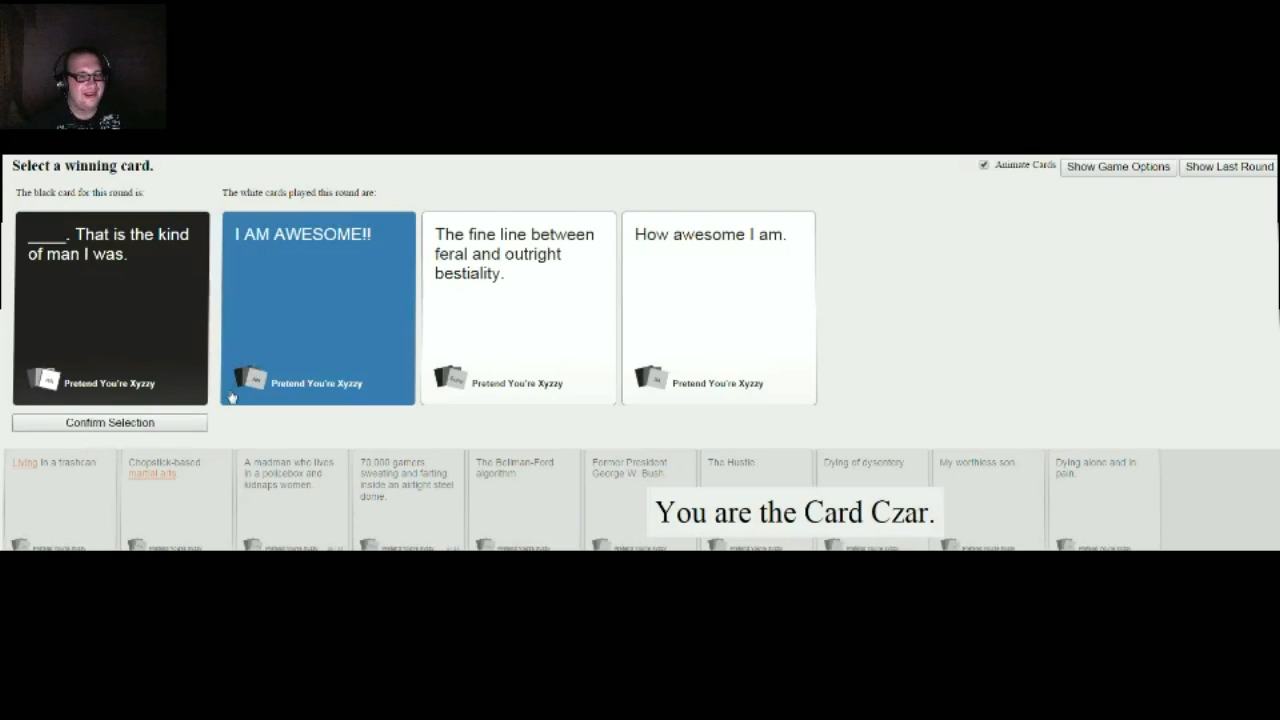 Select a winning card.
Animate Cards
Show Game Options
Show Last Round
The black card for this round is:
The white cards played this round are:
____. That is the kind
of man I was.
Pretend You're Xyzzy
I AM AWESOME!!
Pretend You're Xyzzy
The fine line between
feral and outright
bestiality.
Pretend You're Xyzzy
How awesome I am.
Pretend You're Xyzzy
Confirm Selection
Living in a trashcan
Chopstick-based
martial arts.
A madman who lives
in a policebox and
kidnaps women.
70,000 gamers
sweating and farting
inside an airtight steel
dome.
The Bellman-Ford
algorithm
Former President
George W. Bush.
The Hustle
Dying of dysentery
My worthless son.
Dying alone and in
pain.
You are the Card Czar.